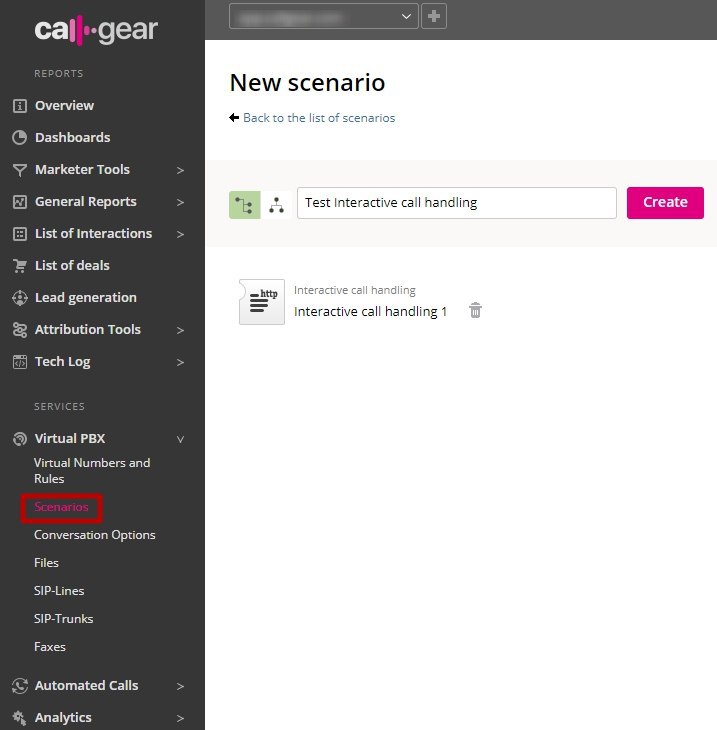 call gear
REPORTS
Overview
Dashboards
Marketer Tools >
General Reports >
List of Interactions >
List of deals
Lead generation
Attribution Tools >
Tech Log >
SERVICES
Virtual PBX
Virtual Numbers and
Rules
Scenarios
Conversation Options
Files
SIP-Lines
SIP-Trunks
Faxes
Automated Calls >
Analytics >
New scenario
Back to the list of scenarios
Test Interactive call handling
Create
http
Interactive call handling
Interactive call handling 1